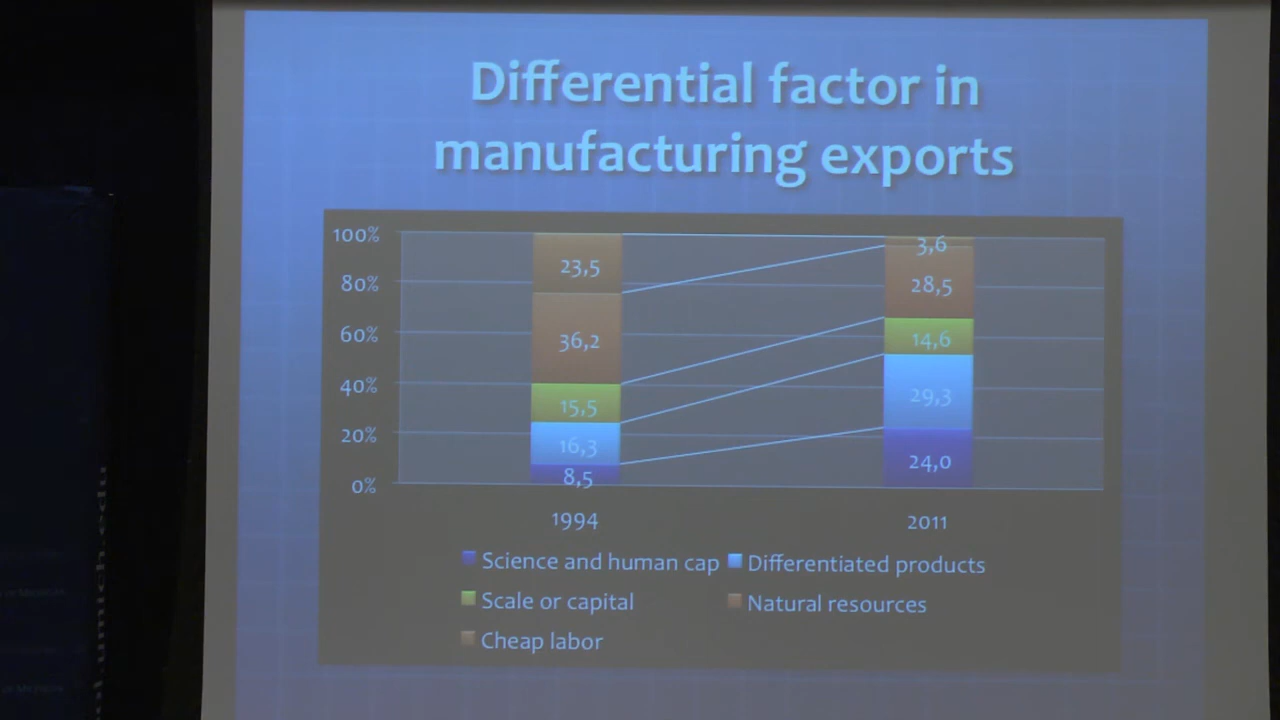 Differential factor in
manufacturing exports
100%
80%
60%
40%
20%
0%
23,5
36,2
15,5
16,3
8,5
3,6
28,5
14,6
29,3
24,0
1994
2011
Science and human cap
Differentiated products
Scale or capital
Natural resources
Cheap labor
umich.edu